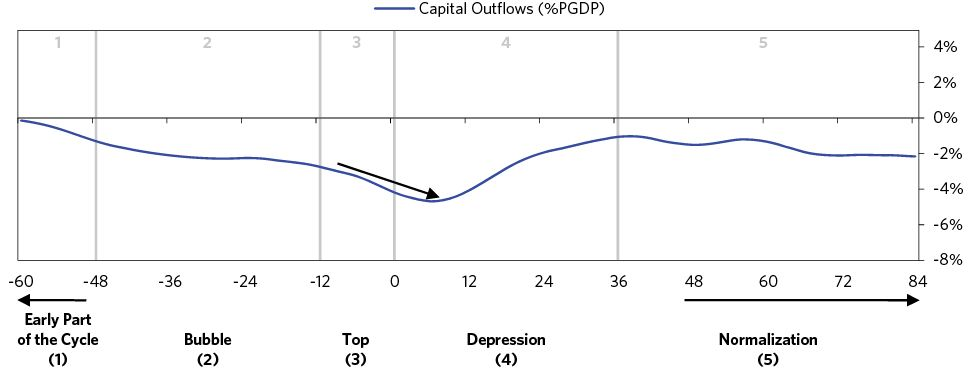 Capital Outflows (%PGDP)
1 2 3 4 5
4%
2%
0%
-2%
-4%
-6%
-8%
-60 -48 -36 -24 -12 0 12 24 36 48 60 72 84
Early Part
of the Cycle
(1)
Bubble
(2)
Top
(3)
Depression
(4)
Normalization
(5)